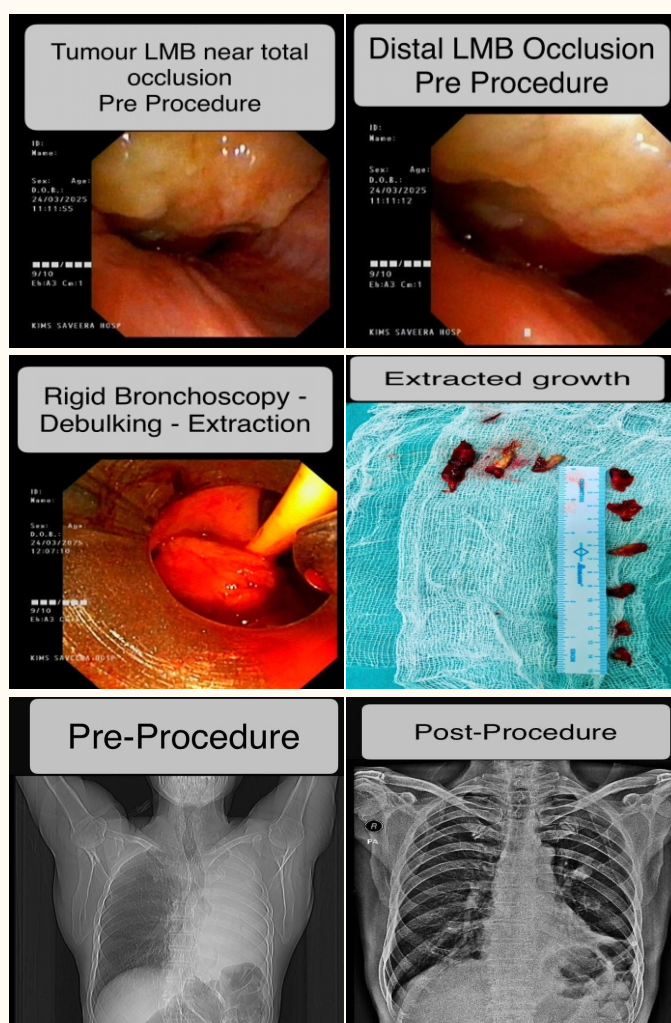 Tumour LMB near total
occlusion
Pre Procedure
ID:
Name:
Sex: Age:
D.O.B.:
24/03/2025
11:11:55
9/10
Eh:A3 Cm:1
KIMS SAVEERA HOSP
Distal LMB Occlusion
Pre Procedure
ID:
Name:
Sex: Age:
D.O.B.:
24/03/2025
11:11:12
9/10
Eh:A3 Cm:1
KIMS SAVEERA HOSP
Rigid Bronchoscopy -
Debulking - Extraction
ID:
Name:
Sex: Age:
D.O.B.:
24/03/2025
12:07:10
9/10
KIMS SAVEERA HOSP
Extracted growth
Pre-Procedure
Post-Procedure
R
PA